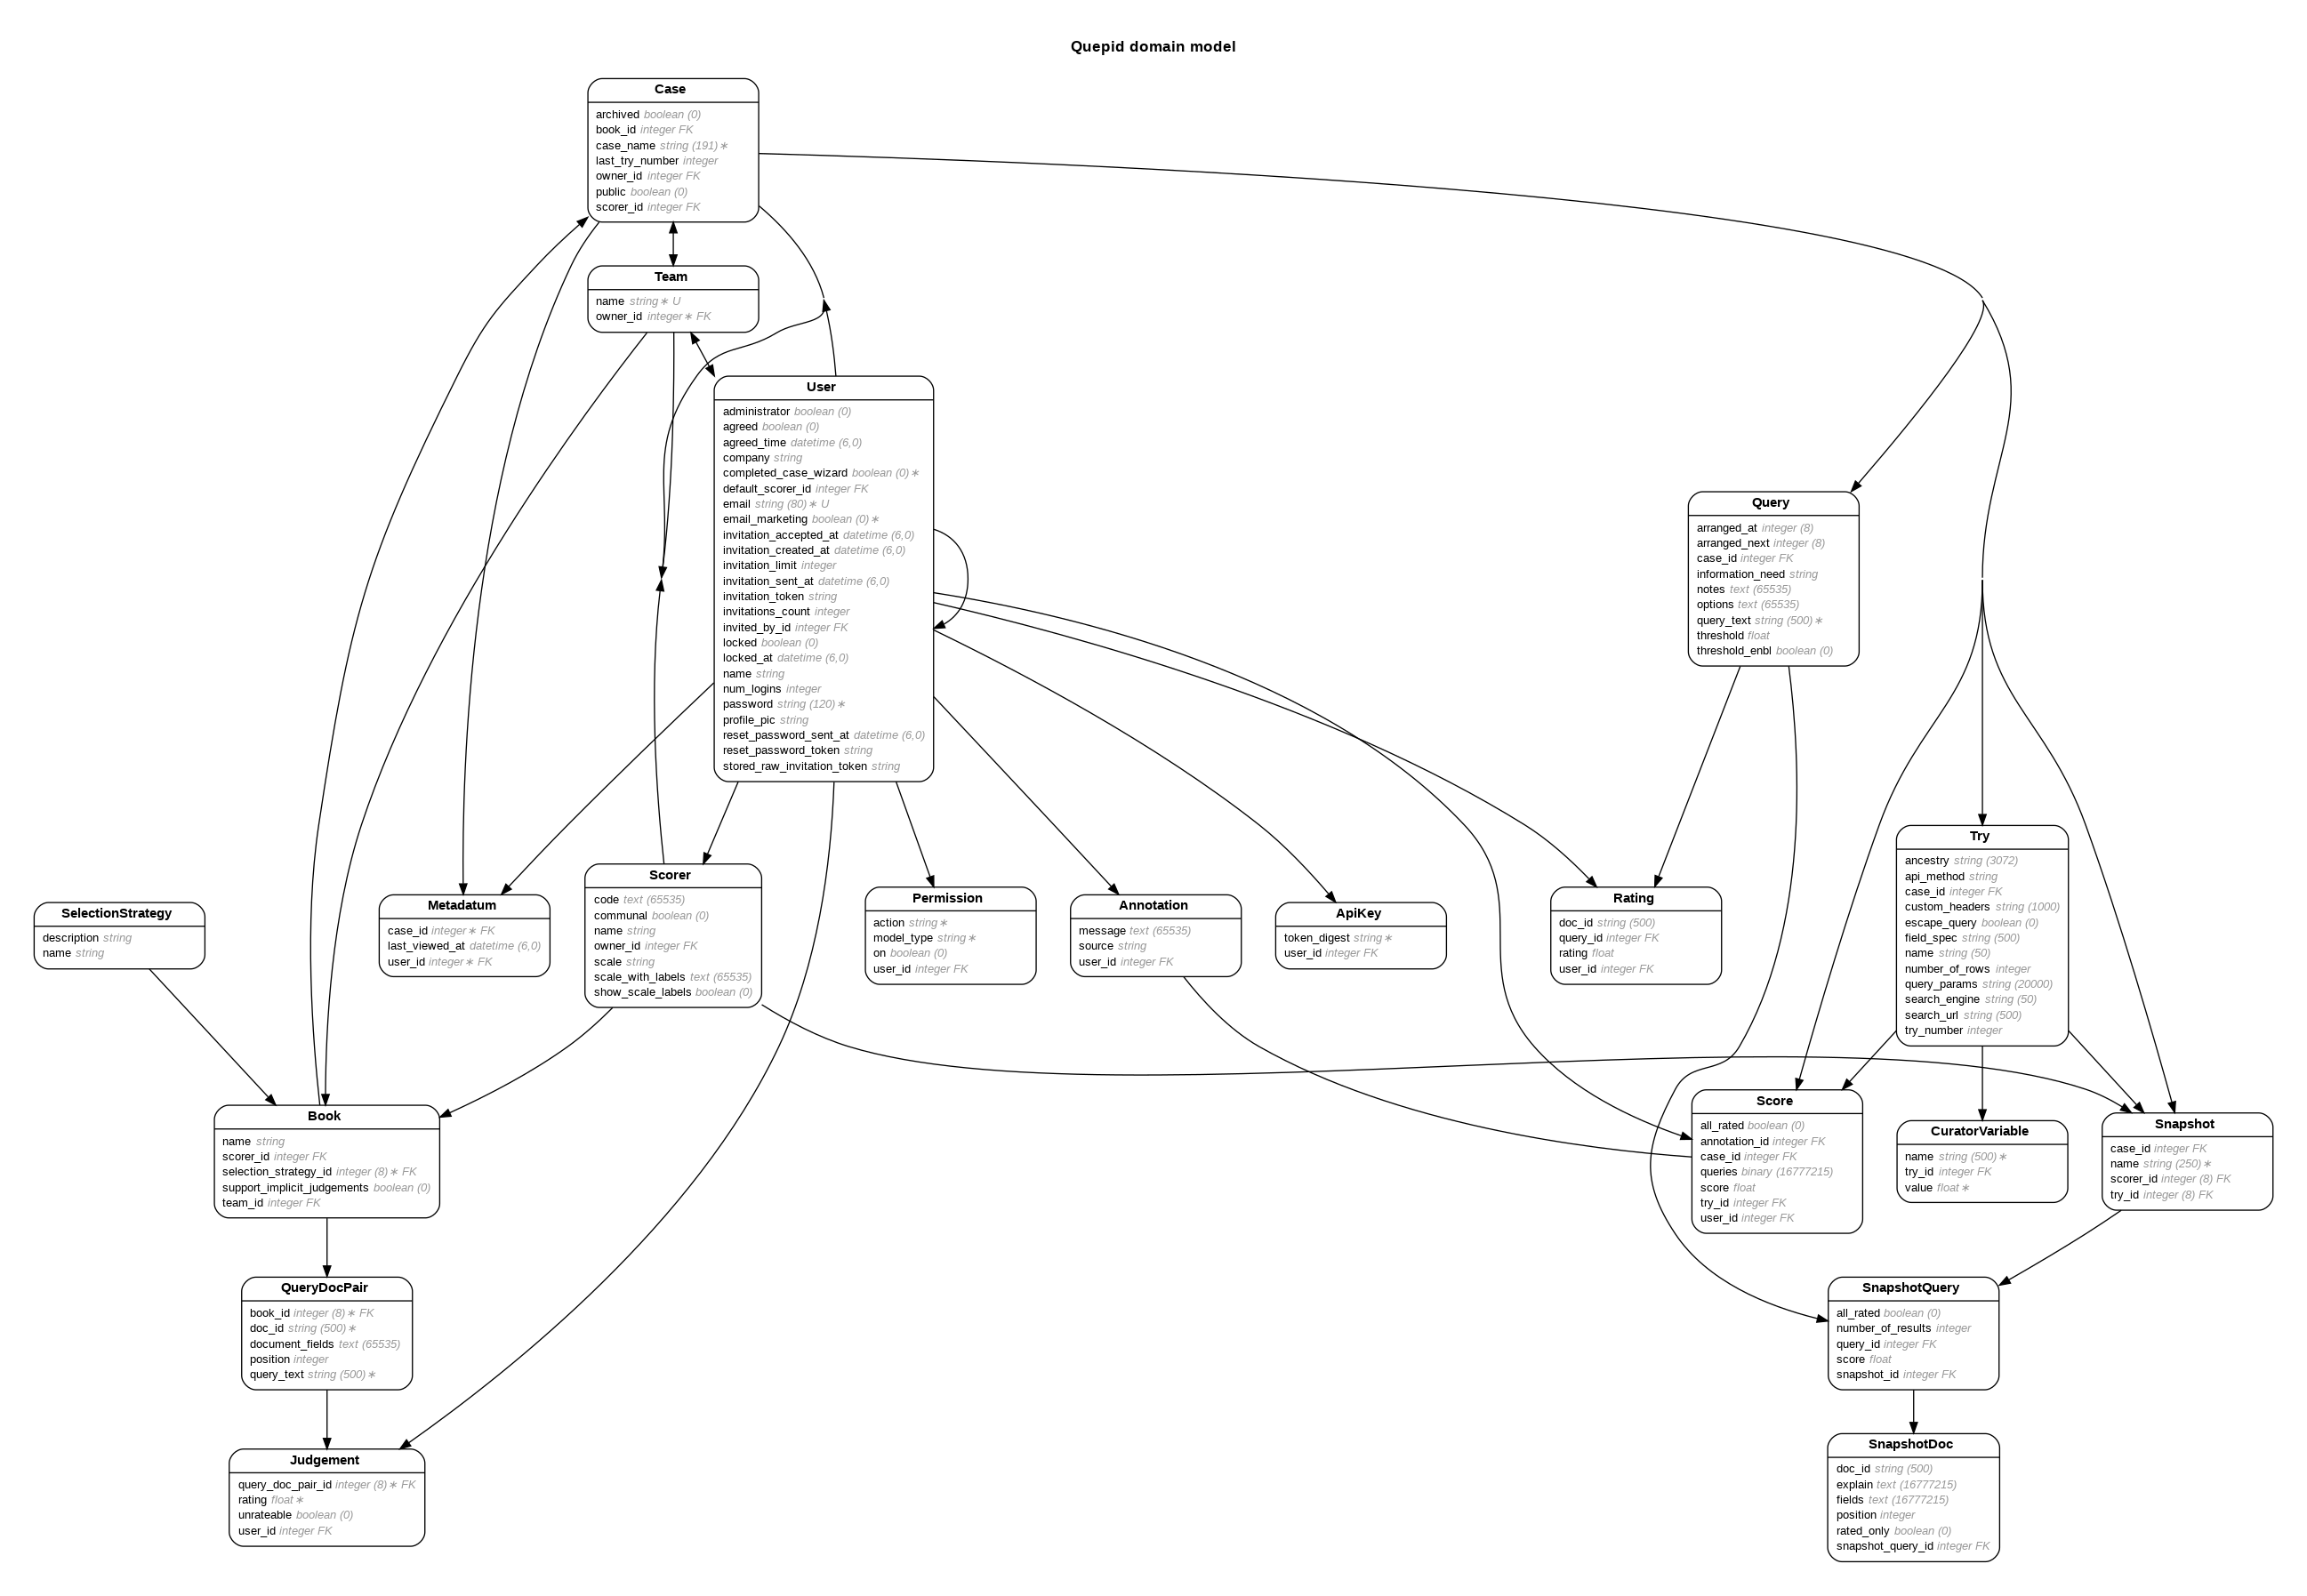 Quepid domain model
Case
archived boolean (0)
book_id integer FK
case_name string (191)∗
last_try_number integer
owner_id integer FK
public boolean (0)
scorer_id integer FK
Team
name string∗ U
owner_id integer∗ FK
User
administrator boolean (0)
agreed boolean (0)
agreed_time datetime (6,0)
company string
completed_case_wizard boolean (0)∗
default_scorer_id integer FK
email string (80)∗ U
email_marketing boolean (0)∗
invitation_accepted_at datetime (6,0)
invitation_created_at datetime (6,0)
invitation_limit integer
invitation_sent_at datetime (6,0)
invitation_token string
invitations_count integer
invited_by_id integer FK
locked boolean (0)
locked_at datetime (6,0)
name string
num_logins integer
password string (120)∗
profile_pic string
reset_password_sent_at datetime (6,0)
reset_password_token string
stored_raw_invitation_token string
Query
arranged_at integer (8)
arranged_next integer (8)
case_id integer FK
information_need string
notes text (65535)
options text (65535)
query_text string (500)∗
threshold float
threshold_enbl boolean (0)
Try
ancestry string (3072)
api_method string
case_id integer FK
custom_headers string (1000)
escape_query boolean (0)
field_spec string (500)
name string (50)
number_of_rows integer
query_params string (20000)
search_engine string (50)
search_url string (500)
try_number integer
SelectionStrategy
description string
name string
Metadatum
case_id integer∗ FK
last_viewed_at datetime (6,0)
user_id integer∗ FK
Scorer
code text (65535)
communal boolean (0)
name string
owner_id integer FK
scale string
scale_with_labels text (65535)
show_scale_labels boolean (0)
Permission
action string∗
model_type string∗
on boolean (0)
user_id integer FK
Annotation
message text (65535)
source string
user_id integer FK
ApiKey
token_digest string∗
user_id integer FK
Rating
doc_id string (500)
query_id integer FK
rating float
user_id integer FK
Book
name string
scorer_id integer FK
selection_strategy_id integer (8)∗ FK
support_implicit_judgements boolean (0)
team_id integer FK
Score
all_rated boolean (0)
annotation_id integer FK
case_id integer FK
queries binary (16777215)
score float
try_id integer FK
user_id integer FK
CuratorVariable
name string (500)∗
try_id integer FK
value float∗
Snapshot
case_id integer FK
name string (250)∗
scorer_id integer (8) FK
try_id integer (8) FK
QueryDocPair
book_id integer (8)∗ FK
doc_id string (500)∗
document_fields text (65535)
position integer
query_text string (500)∗
SnapshotQuery
all_rated boolean (0)
number_of_results integer
query_id integer FK
score float
snapshot_id integer FK
Judgement
query_doc_pair_id integer (8)∗ FK
rating float∗
unrateable boolean (0)
user_id integer FK
SnapshotDoc
doc_id string (500)
explain text (16777215)
fields text (16777215)
position integer
rated_only boolean (0)
snapshot_query_id integer FK